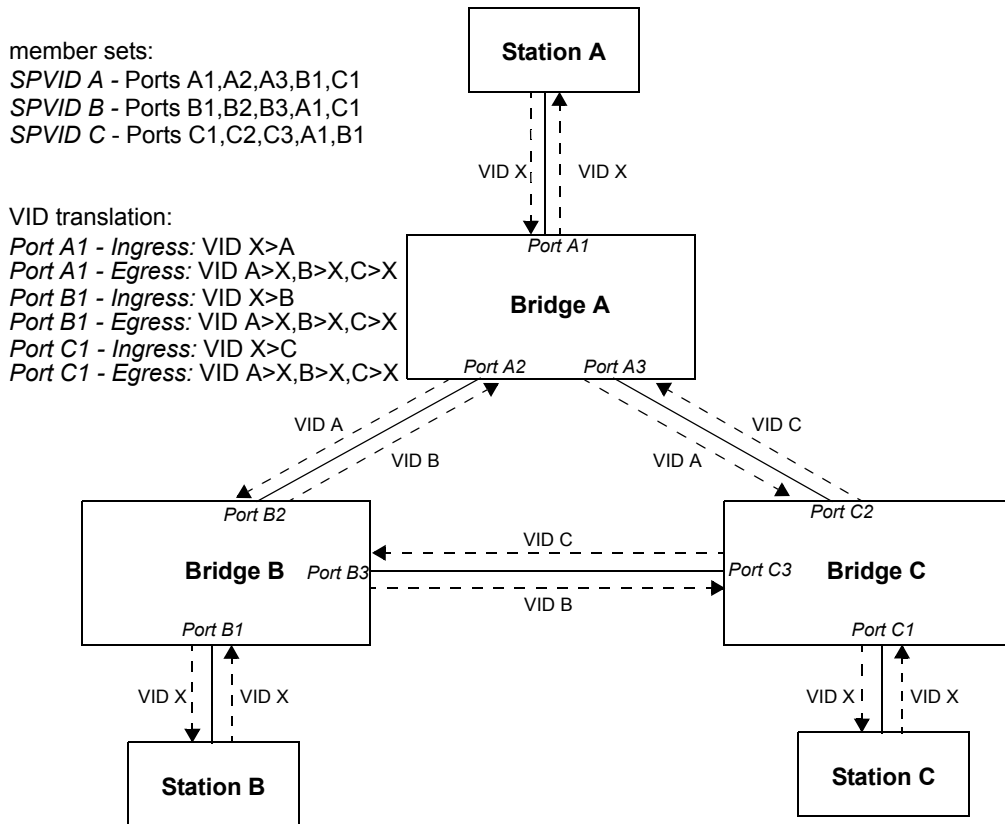 member sets:
SPVID A - Ports A1,A2,A3,B1,C1
SPVID B - Ports B1,B2,B3,A1,C1
SPVID C - Ports C1,C2,C3,A1,B1
Station A
VID X
VID X
VID translation:
Port A1 - Ingress: VID X>A
Port A1 - Egress: VID A>X,B>X,C>X
Port B1 - Ingress: VID X>B
Port B1 - Egress: VID A>X,B>X,C>X
Port C1 - Ingress: VID X>C
Port C1 - Egress: VID A>X,B>X,C>X
Port A1
Bridge A
Port A2
Port A3
VID A
VID B
VID A
VID C
Port B2
Bridge B
Port B3
Port B1
VID C
VID B
Port C2
Port C3
Bridge C
Port C1
VID X
VID X
Station B
VID X
VID X
Station C